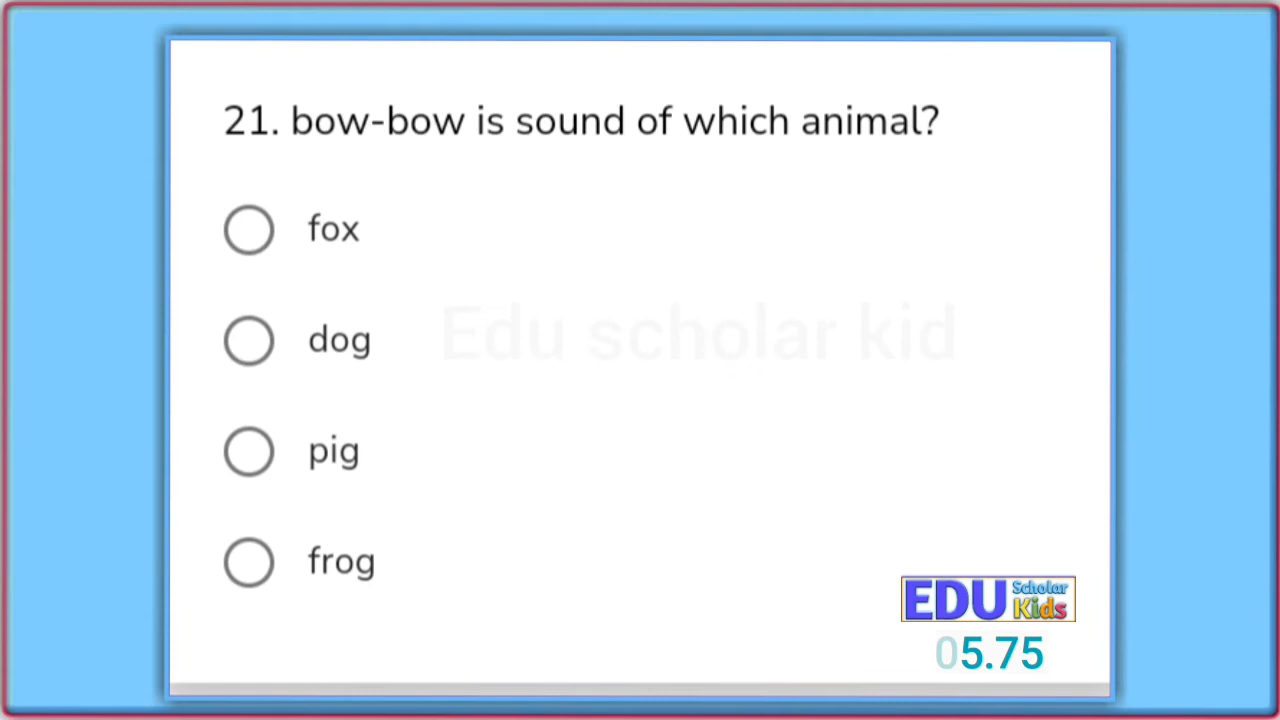 21. bow-bow is sound of which animal?
fox
dog
Edu scholar kid
pig
frog
EDU Scholar Kids
05.75